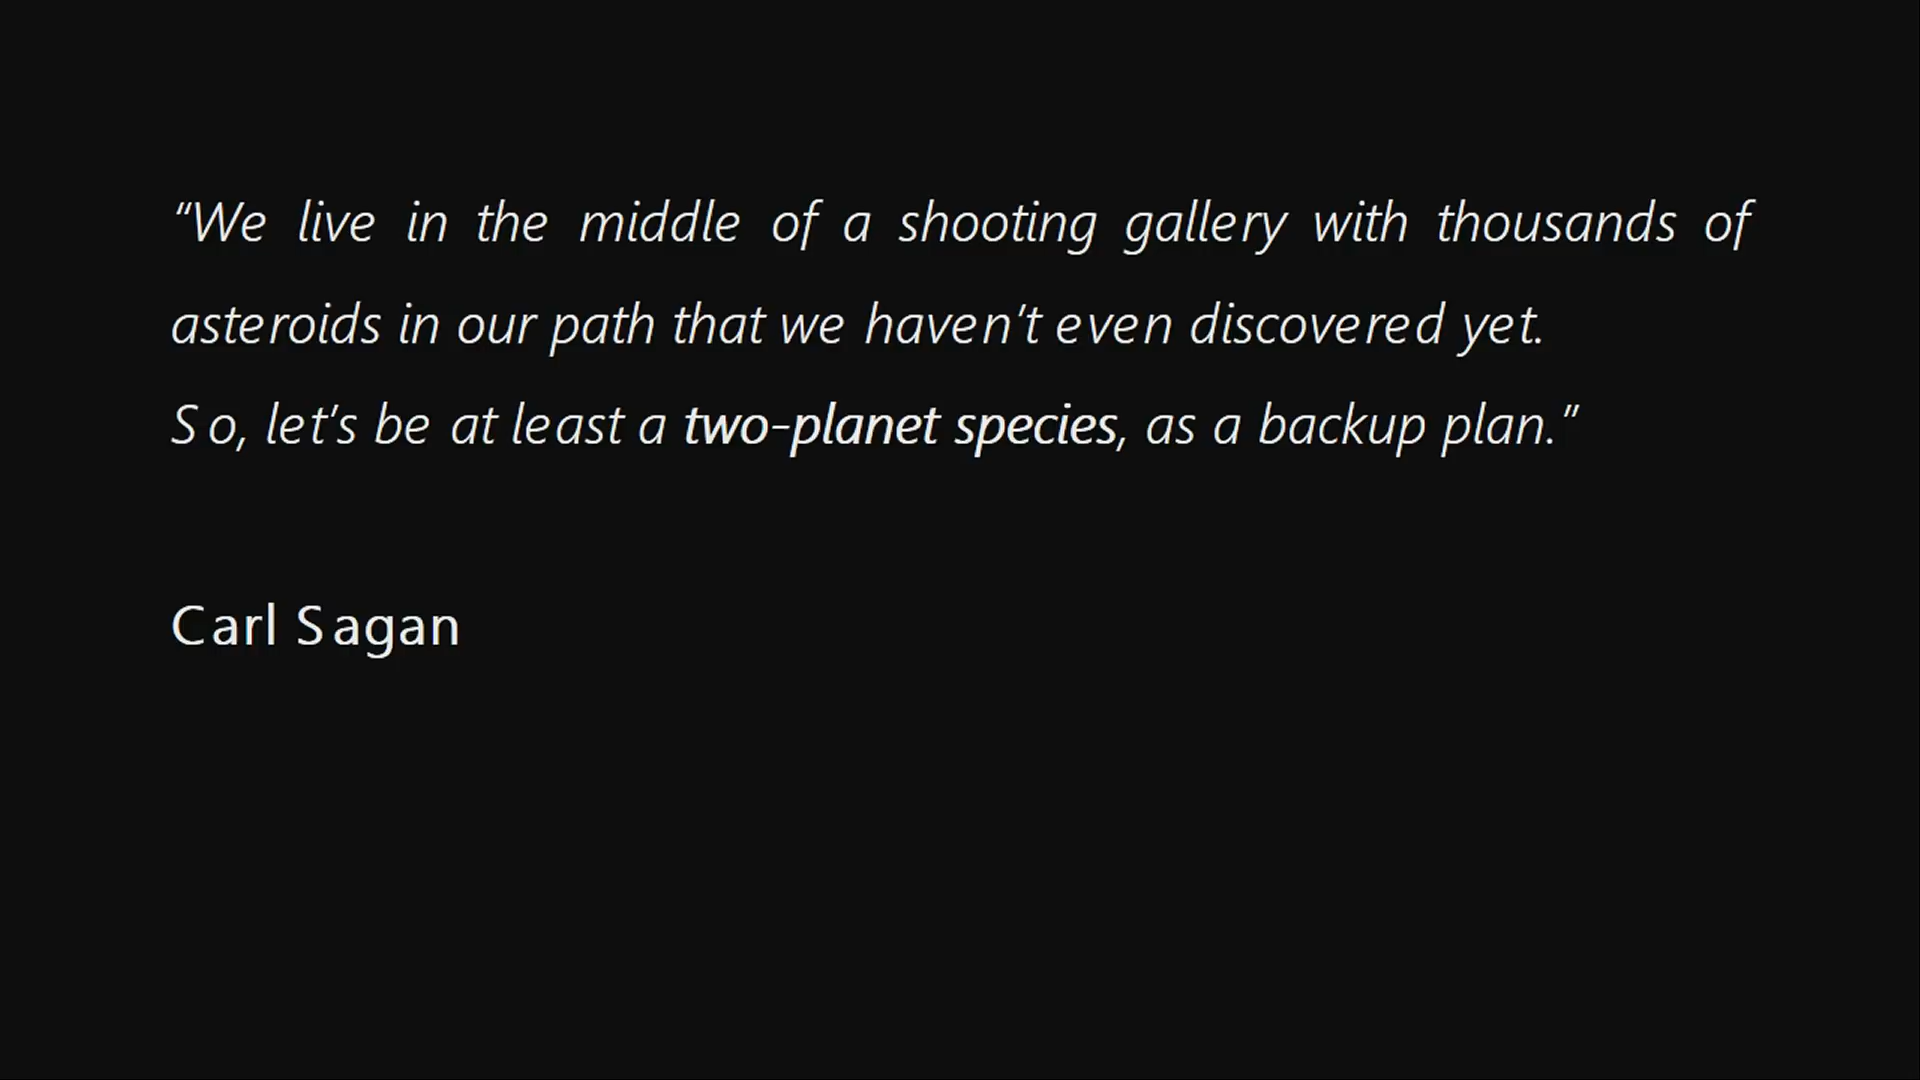 “We live in the middle of a shooting gallery with thousands of
asteroids in our path that we haven’t even discovered yet.
So, let’s be at least a two-planet species, as a backup plan.”
Carl Sagan